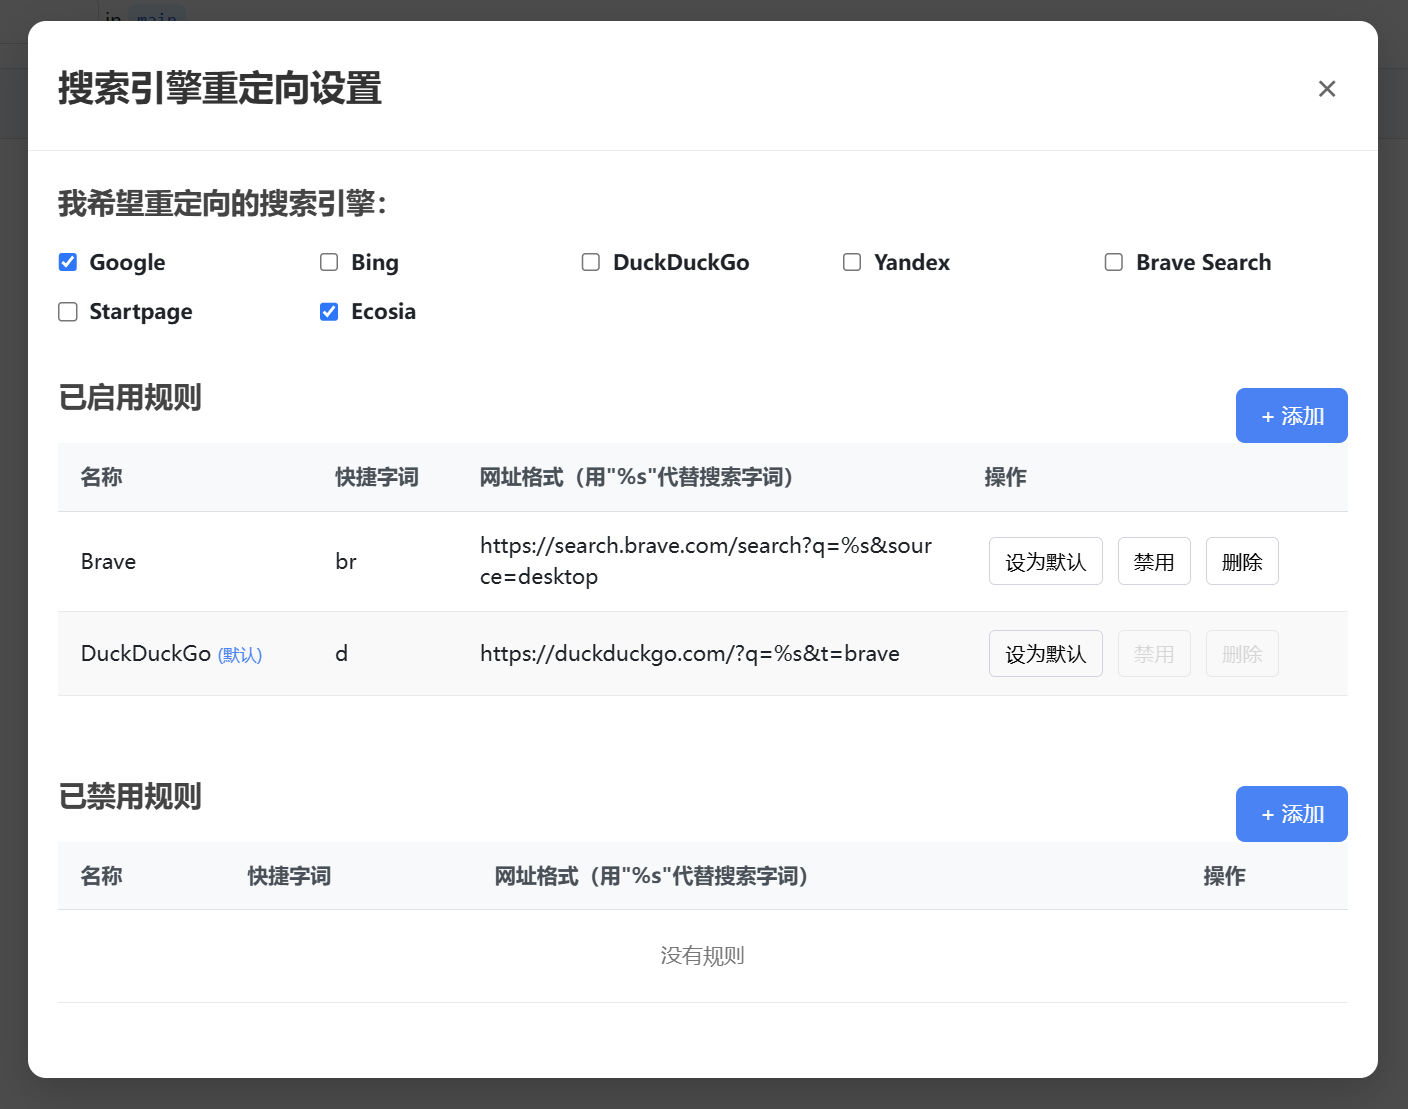 in main
搜索引擎重定向设置
×
我希望重定向的搜索引擎：
Google Bing DuckDuckGo Yandex Brave Search
Startpage Ecosia
已启用规则
+ 添加
名称 快捷字词 网址格式（用"%s"代替搜索字词） 操作
Brave br https://search.brave.com/search?q=%s&sour
ce=desktop 设为默认 禁用 删除
DuckDuckGo (默认) d https://duckduckgo.com/?q=%s&t=brave 设为默认 禁用 删除
已禁用规则
+ 添加
名称 快捷字词 网址格式（用"%s"代替搜索字词） 操作
没有规则